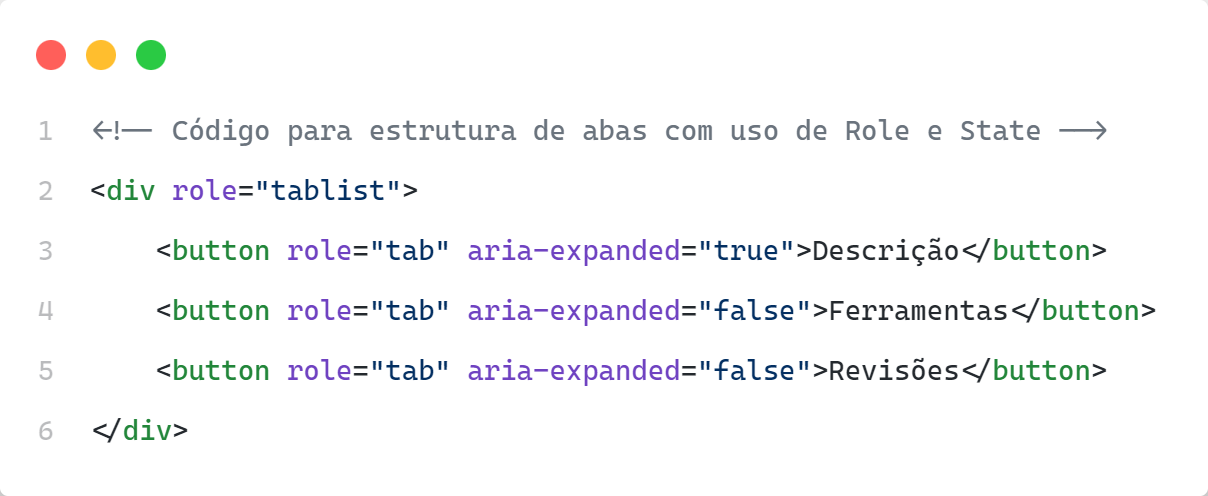 1 <!-- Código para estrutura de abas com uso de Role e State -->
2 <div role="tablist">
3     <button role="tab" aria-expanded="true">Descrição</button>
4     <button role="tab" aria-expanded="false">Ferramentas</button>
5     <button role="tab" aria-expanded="false">Revisões</button>
6 </div>